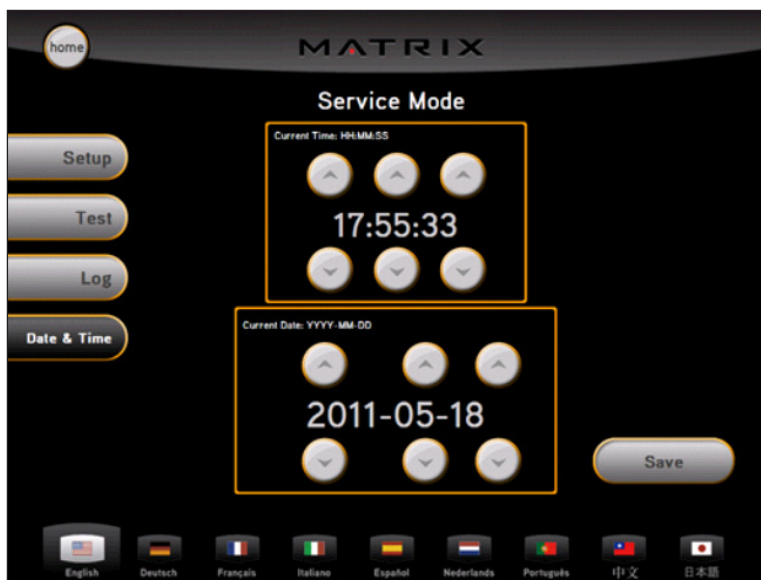 home
MATRIX
Service Mode
Current Time: HH:MM:SS
Setup
Test
17:55:33
Log
Current Date: YYYY-MM-DD
Date & Time
2011-05-18
Save
English Deutsch Français Italiano Español Nederlands Português 中文 日本語